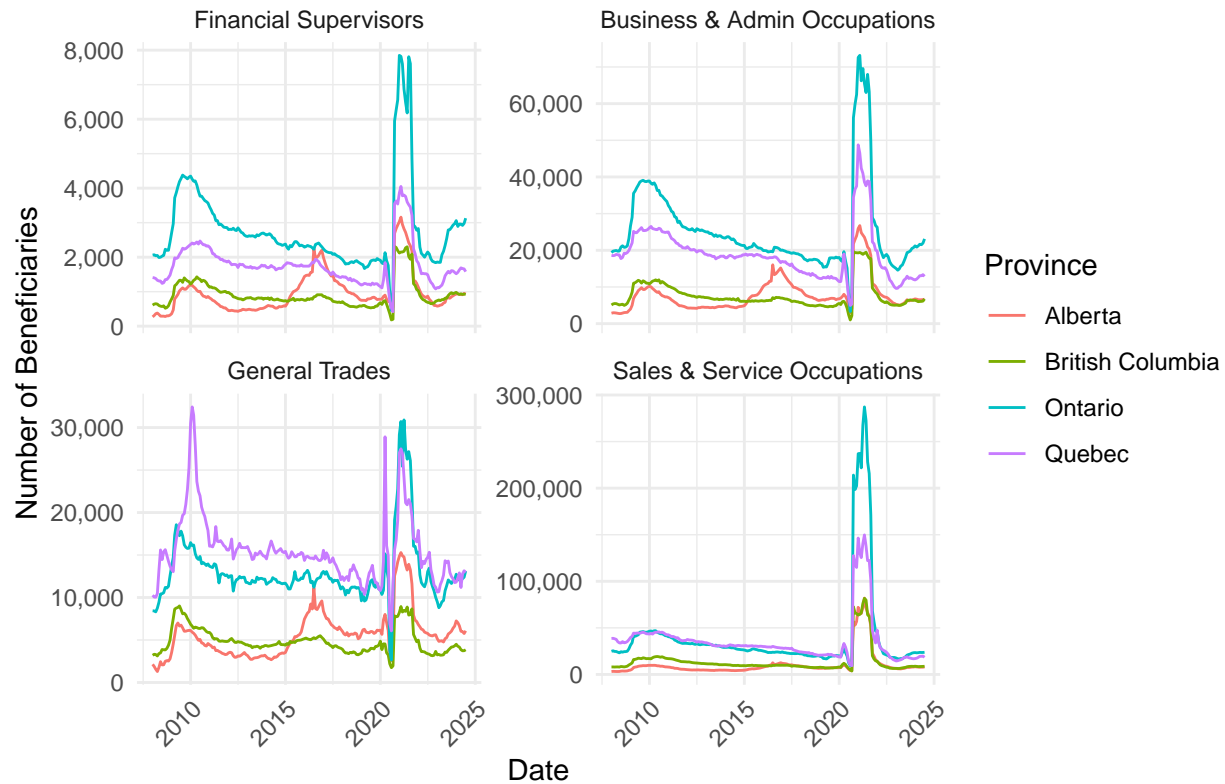 Financial Supervisors
Business & Admin Occupations
8,000
6,000
4,000
2,000
0
60,000
40,000
20,000
0
General Trades
Sales & Service Occupations
30,000
20,000
10,000
0
300,000
200,000
100,000
0
2010
2015
2020
2025
2010
2015
2020
2025
Number of Beneficiaries
Date
Province
Alberta
British Columbia
Ontario
Quebec